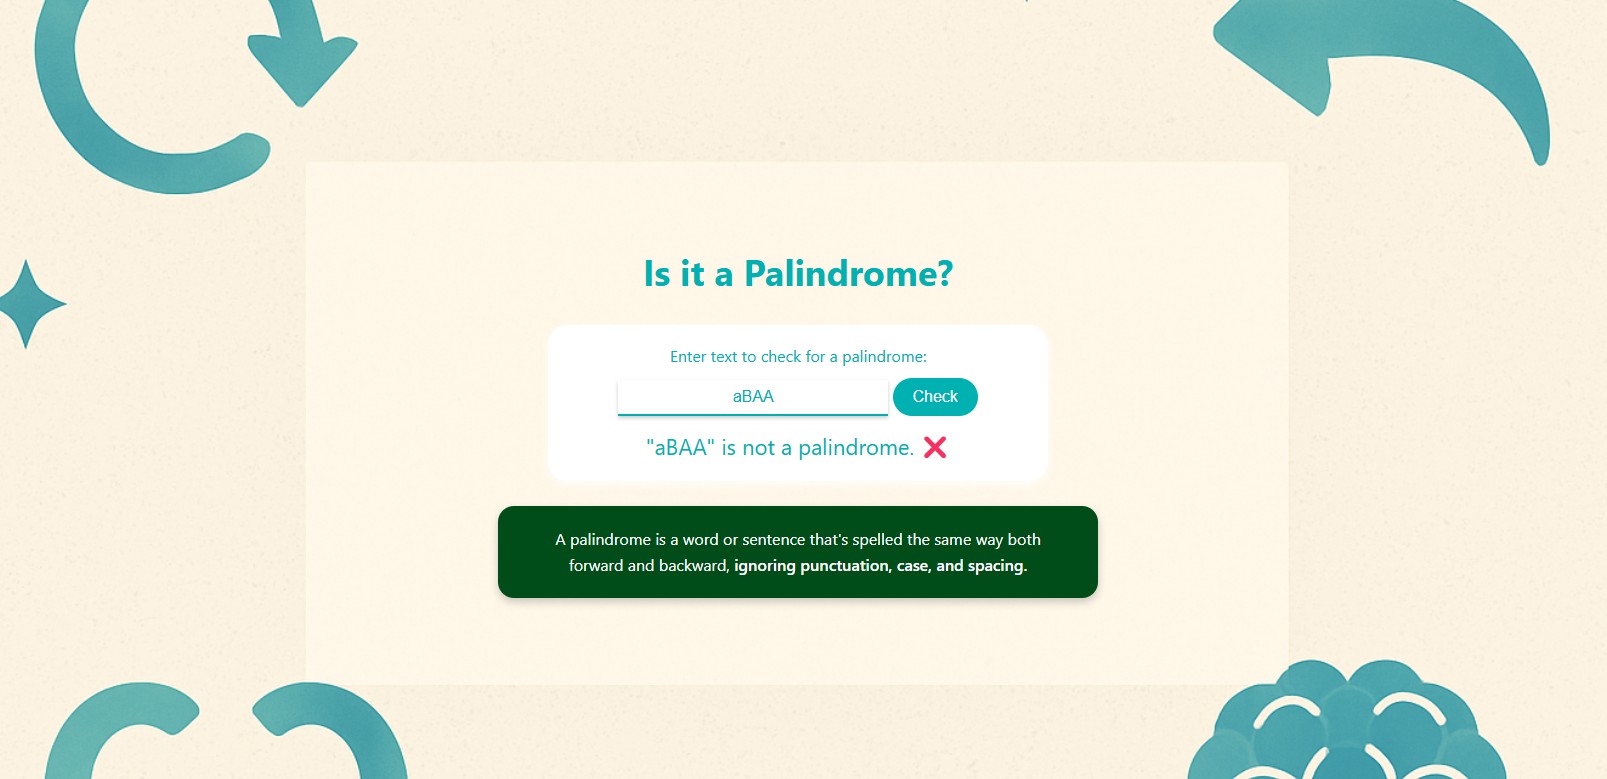 Is it a Palindrome?
Enter text to check for a palindrome:
aBAA
Check
"aBAA" is not a palindrome. ❌
A palindrome is a word or sentence that's spelled the same way both
forward and backward, ignoring punctuation, case, and spacing.